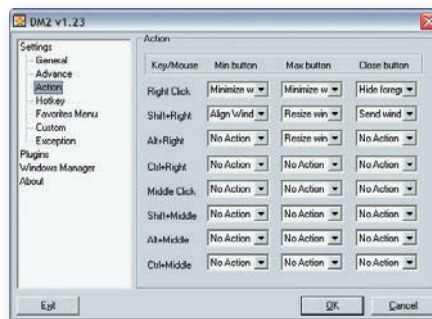 DM2 v1.23
Settings
General
Advance
Action
Hotkey
Favorites Menu
Custom
Exception
Plugins
Windows Manager
About
Action
Key/Mouse Min button Max button Close button
Right Click Minimize w Minimize w Hide foregr
Shift+Right Align Wind Resize win Send wind
Alt+Right No Action Resize win No Action
Ctrl+Right No Action No Action No Action
Middle Click No Action No Action No Action
Shift+Middle No Action No Action No Action
Alt+Middle No Action No Action No Action
Ctrl+Middle No Action No Action No Action
Exit OK Cancel